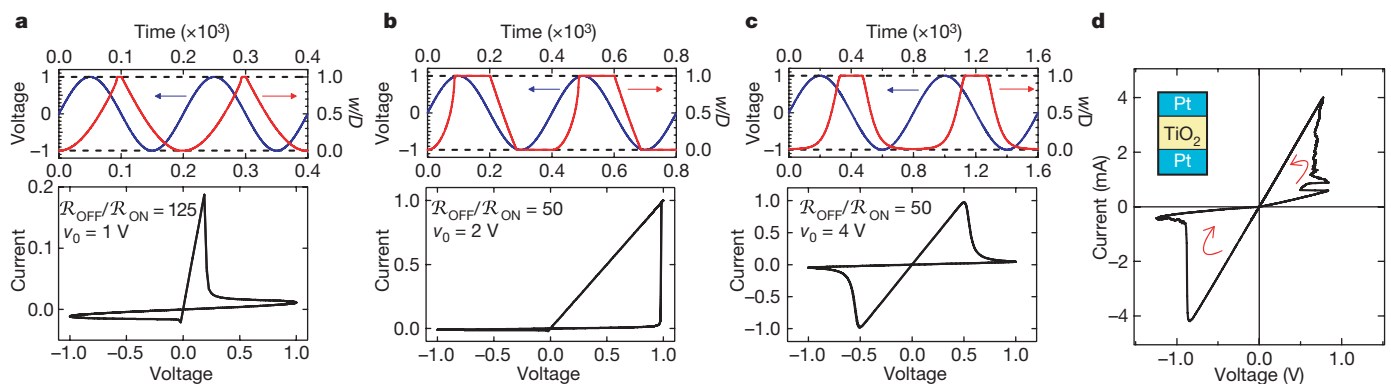 a
Time (×10³)
0.0 0.1 0.2 0.3 0.4
1
0
−1
Voltage
1.0
0.5
0.0
w/D
0.0 0.1 0.2 0.3 0.4
0.2
0.1
0.0
Current
ℛOFF/ℛON = 125
v₀ = 1 V
−1.0 −0.5 0.0 0.5 1.0
Voltage
b
Time (×10³)
0.0 0.2 0.4 0.6 0.8
1
0
−1
Voltage
1.0
0.5
0.0
w/D
0.0 0.2 0.4 0.6 0.8
1.0
0.5
0.0
Current
ℛOFF/ℛON = 50
v₀ = 2 V
−1.0 −0.5 0.0 0.5 1.0
Voltage
c
Time (×10³)
0.0 0.4 0.8 1.2 1.6
1
0
−1
Voltage
1.0
0.5
0.0
w/D
0.0 0.4 0.8 1.2 1.6
1.0
0.5
0.0
−0.5
−1.0
Current
ℛOFF/ℛON = 50
v₀ = 4 V
−1.0 −0.5 0.0 0.5 1.0
Voltage
d
Pt
TiO₂
Pt
4
2
0
−2
−4
Current (mA)
−1.0 0.0 1.0
Voltage (V)